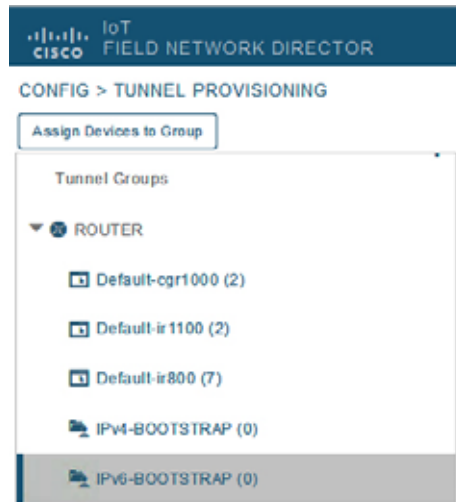 IoT
CISCO FIELD NETWORK DIRECTOR
CONFIG > TUNNEL PROVISIONING
Assign Devices to Group
Tunnel Groups
ROUTER
Default-cgr1000 (2)
Default-ir1100 (2)
Default-ir800 (7)
IPv4-BOOTSTRAP (0)
IPv6-BOOTSTRAP (0)